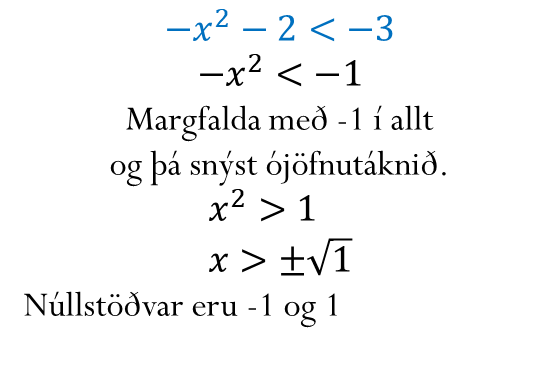 −x² − 2 < −3
−x² < −1
Margfalda með -1 í allt
og þá snýst ójöfnutáknið.
x² > 1
x > ±√1
Núllstöðvar eru -1 og 1